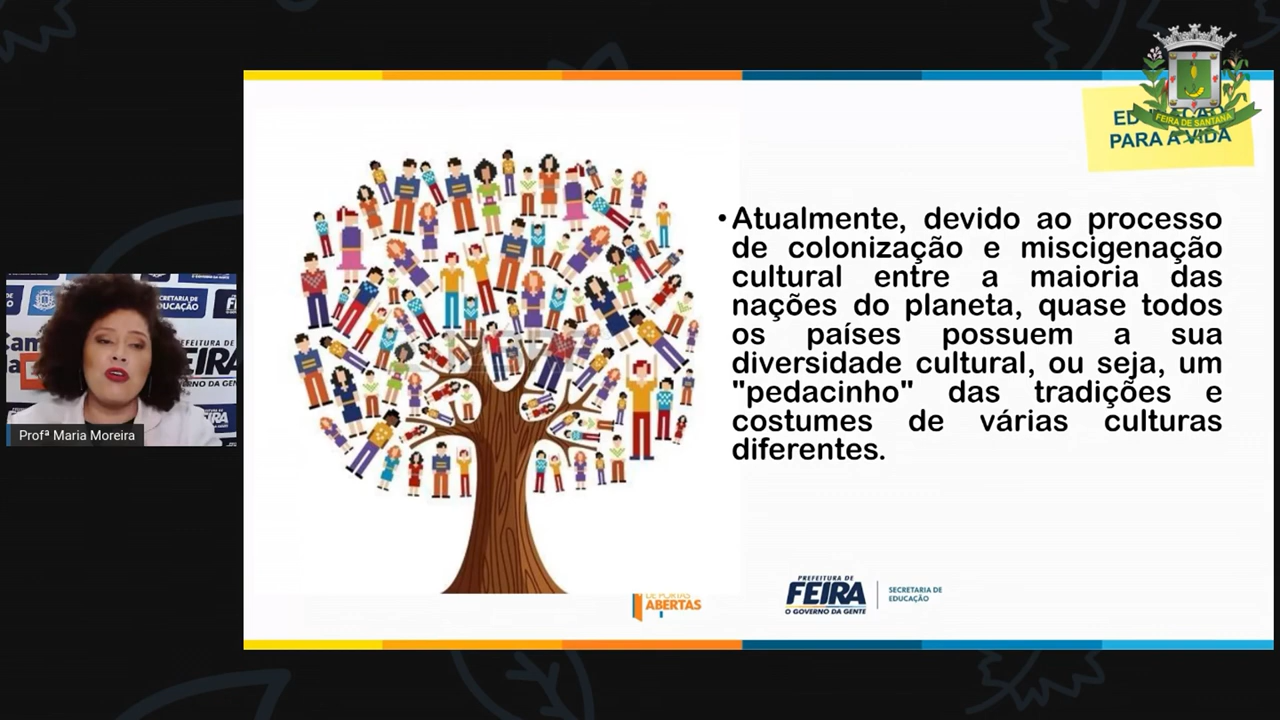 FEIRA DE SANTANA
PARA A VIDA
• Atualmente, devido ao processo
de colonização e miscigenação
cultural entre a maioria das
nações do planeta, quase todos
os países possuem a sua
diversidade cultural, ou seja, um
"pedacinho" das tradições e
costumes de várias culturas
diferentes.
SECRETARIA DE
EDUCAÇÃO
PREFEITURA DE
FEIRA
Profª Maria Moreira
DE PORTAS
ABERTAS
PREFEITURA DE
FEIRA
O GOVERNO DA GENTE
SECRETARIA DE
EDUCAÇÃO